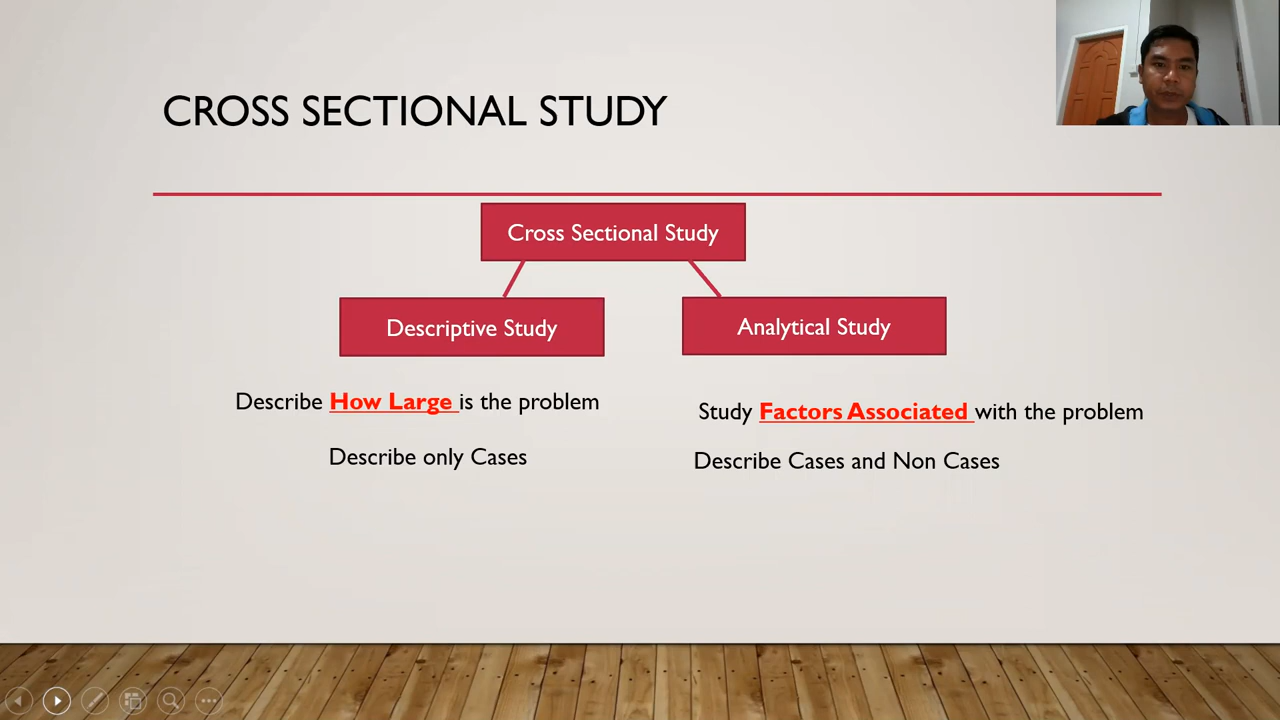 CROSS SECTIONAL STUDY
Cross Sectional Study
Descriptive Study
Analytical Study
Describe How Large is the problem
Describe only Cases
Study Factors Associated with the problem
Describe Cases and Non Cases